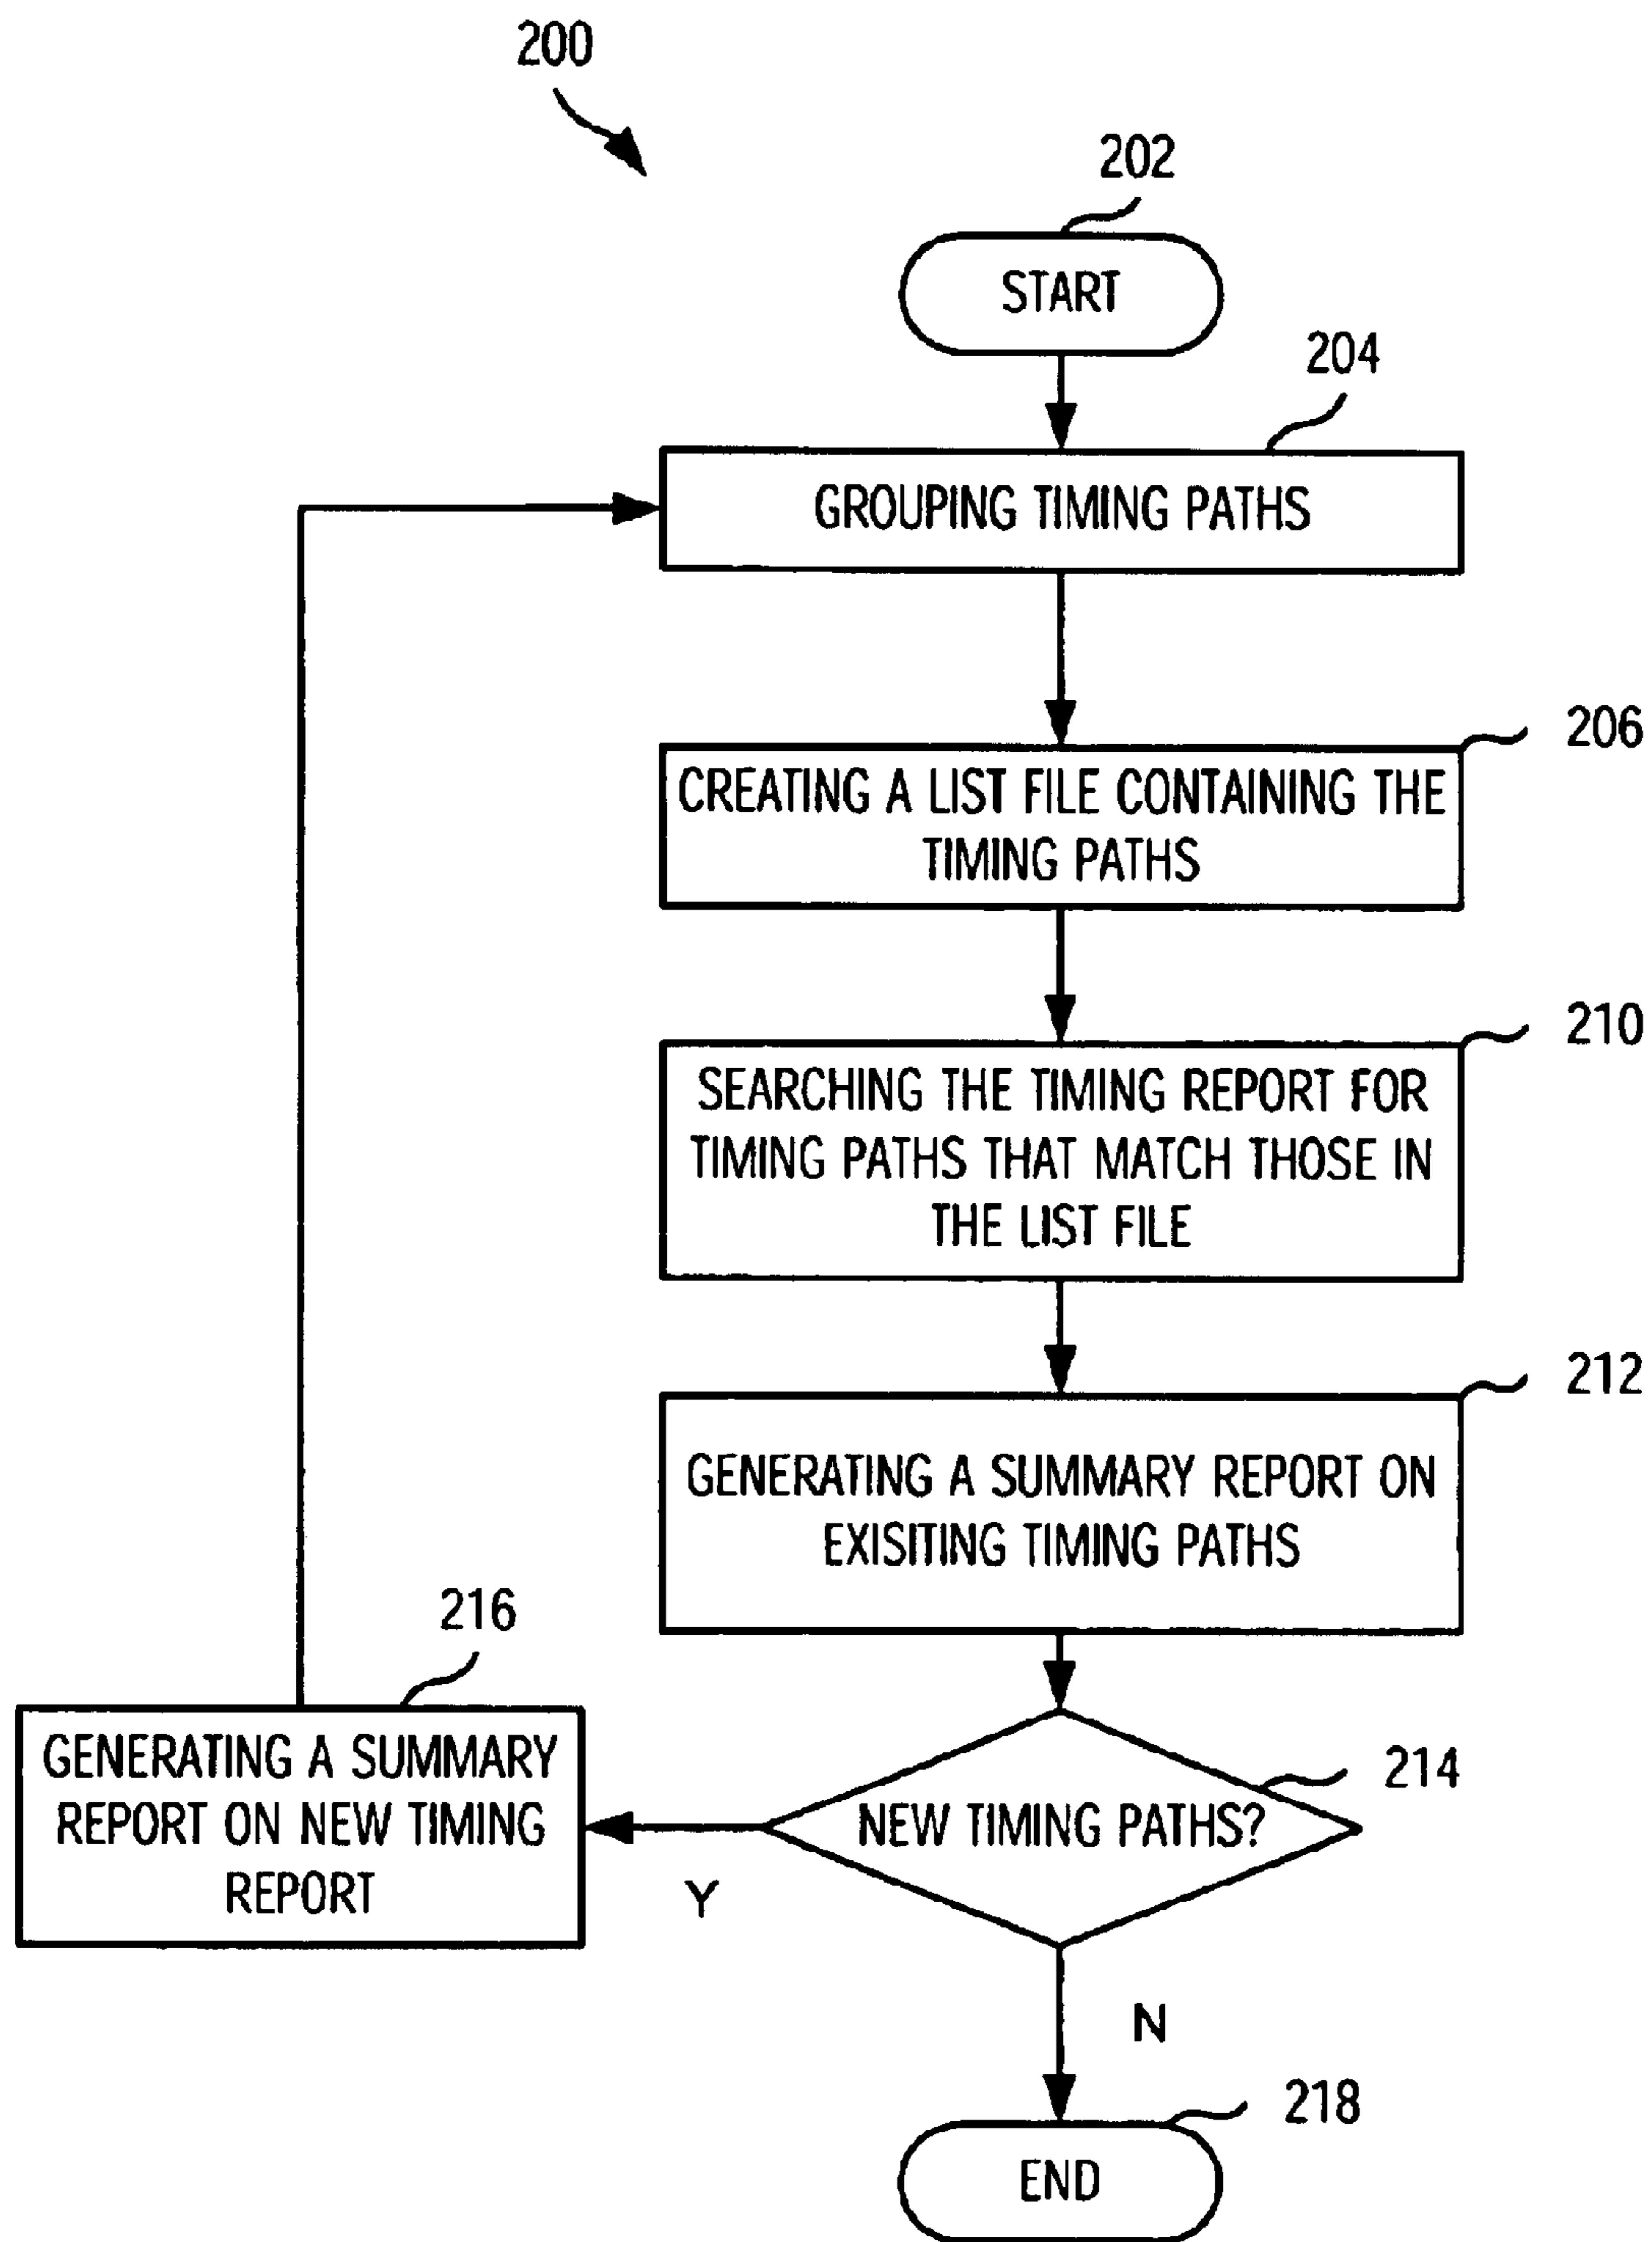 200
202
START
204
GROUPING TIMING PATHS
206
CREATING A LIST FILE CONTAINING THE
TIMING PATHS
210
SEARCHING THE TIMING REPORT FOR
TIMING PATHS THAT MATCH THOSE IN
THE LIST FILE
212
GENERATING A SUMMARY REPORT ON
EXISITING TIMING PATHS
216
GENERATING A SUMMARY
REPORT ON NEW TIMING
REPORT
214
NEW TIMING PATHS?
Y
N
218
END